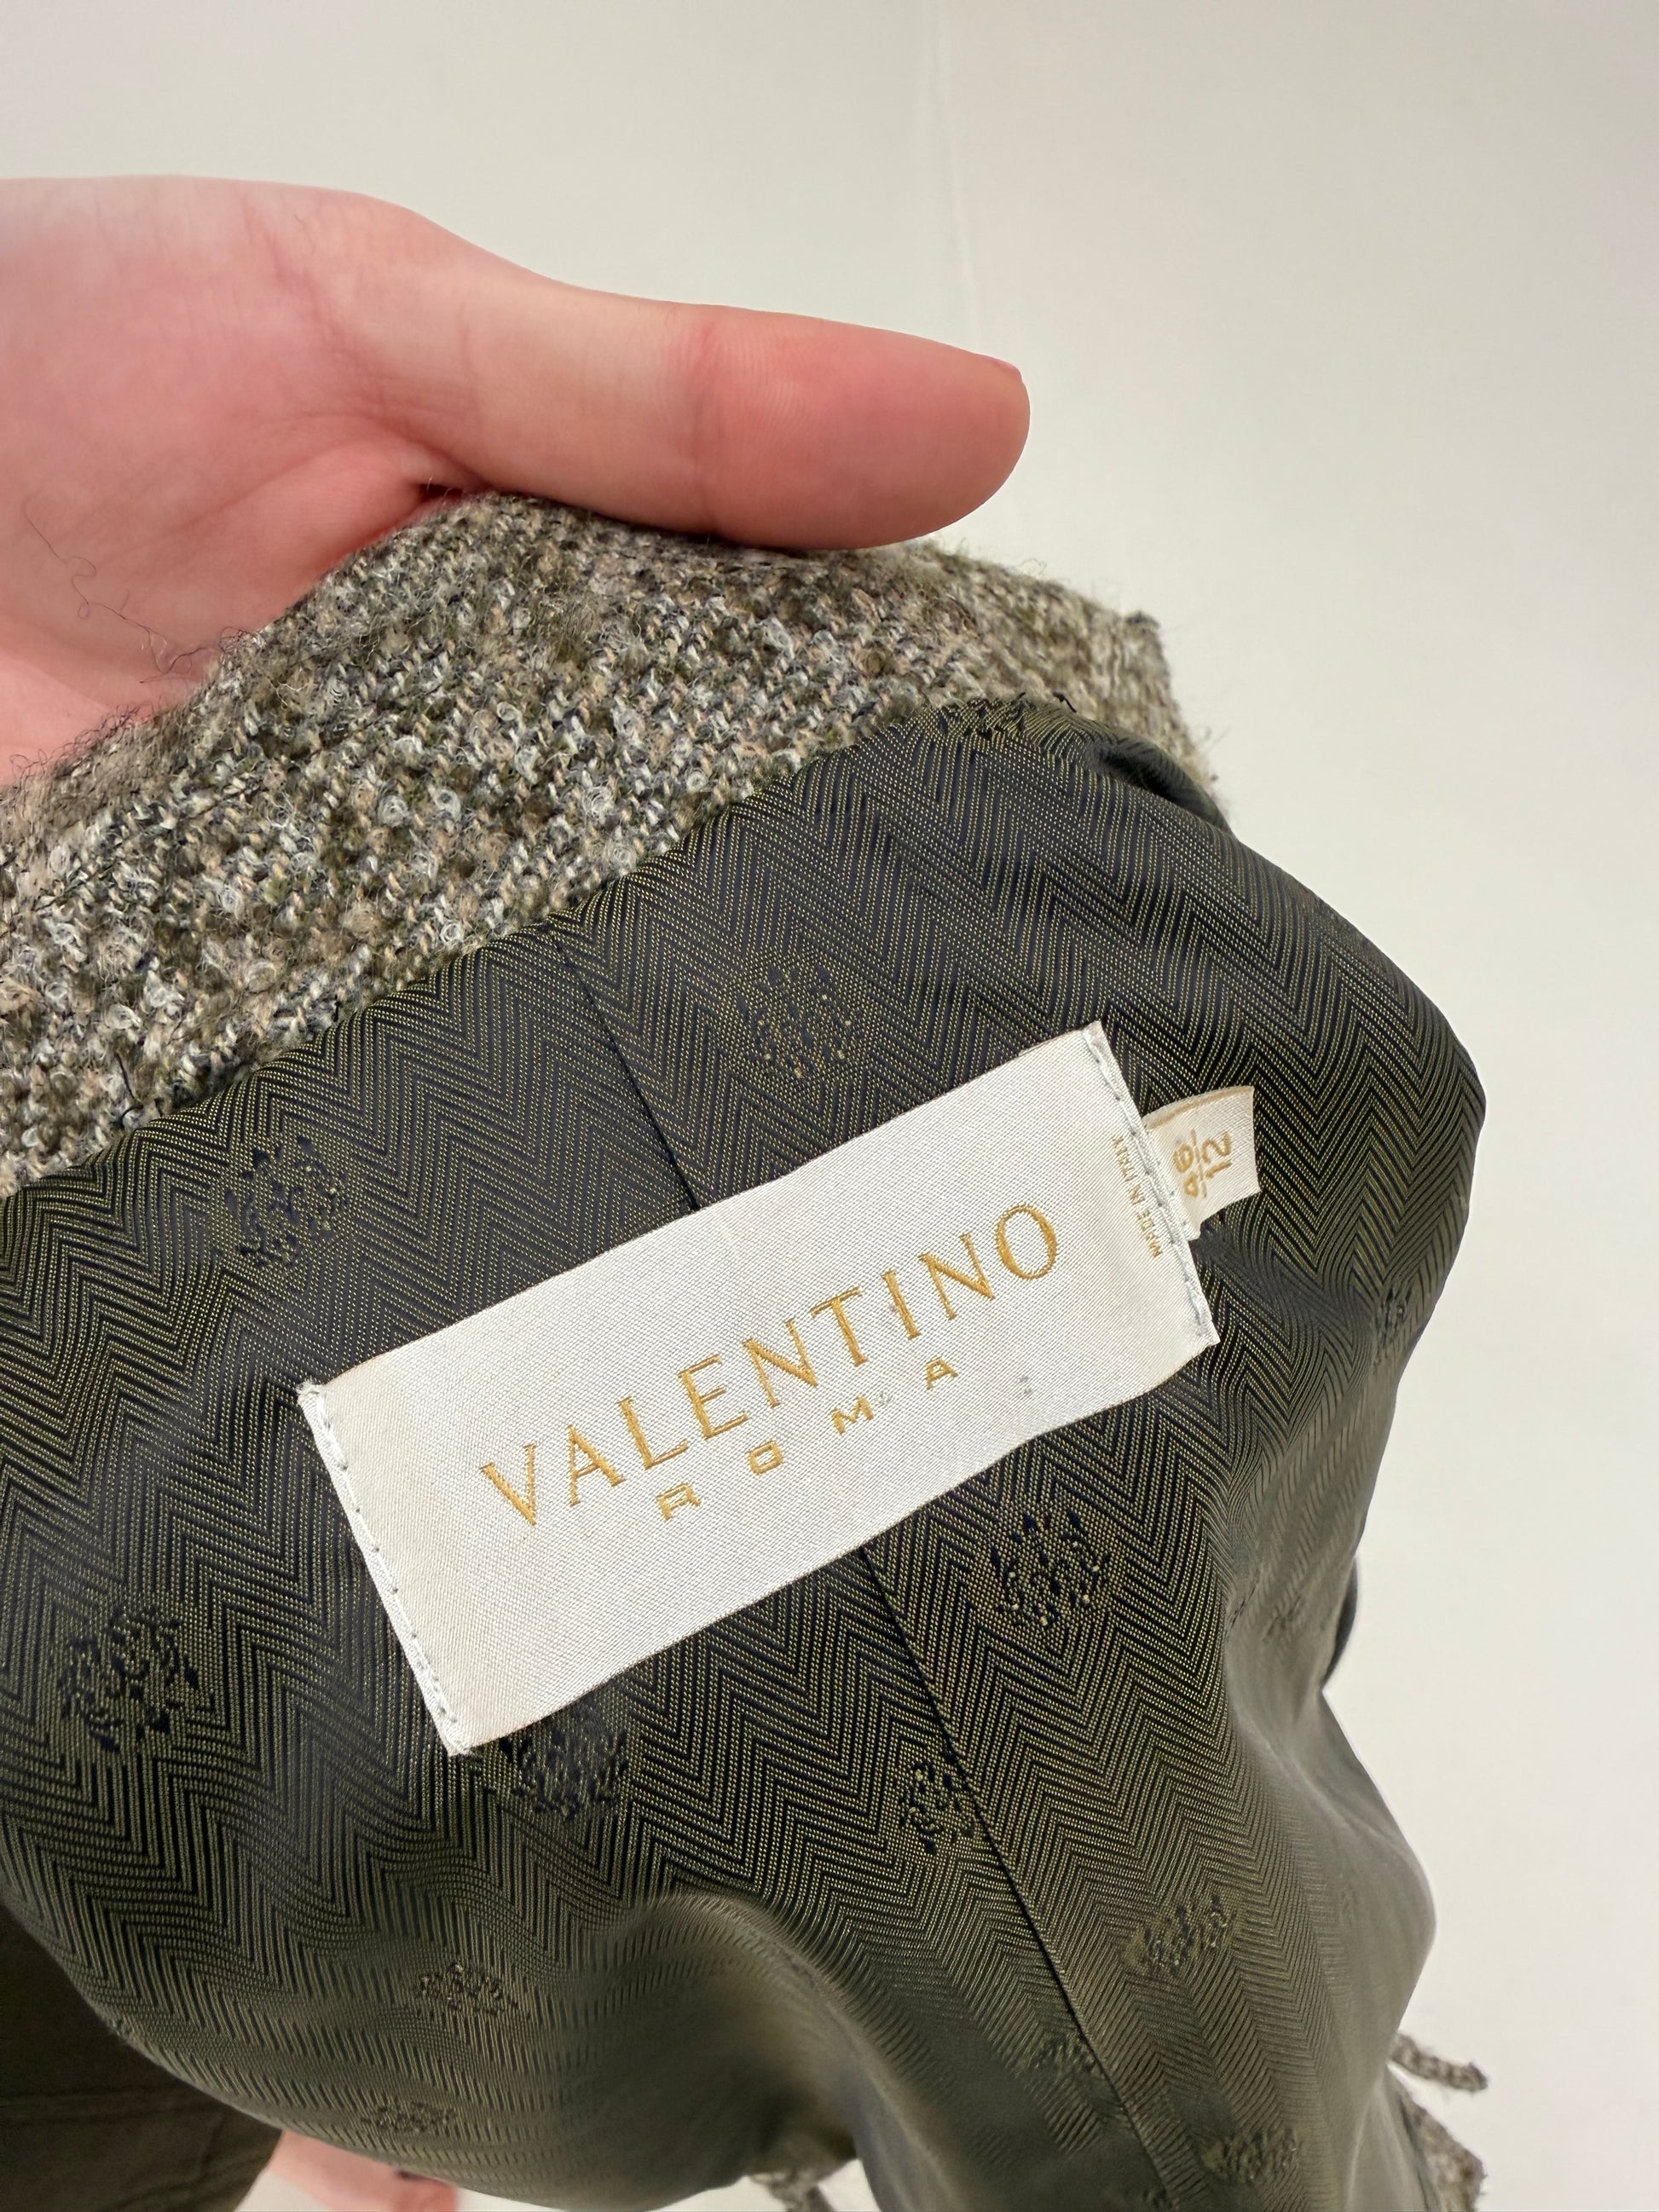 VALENTINO
ROMA
MADE IN ITALY
46/12